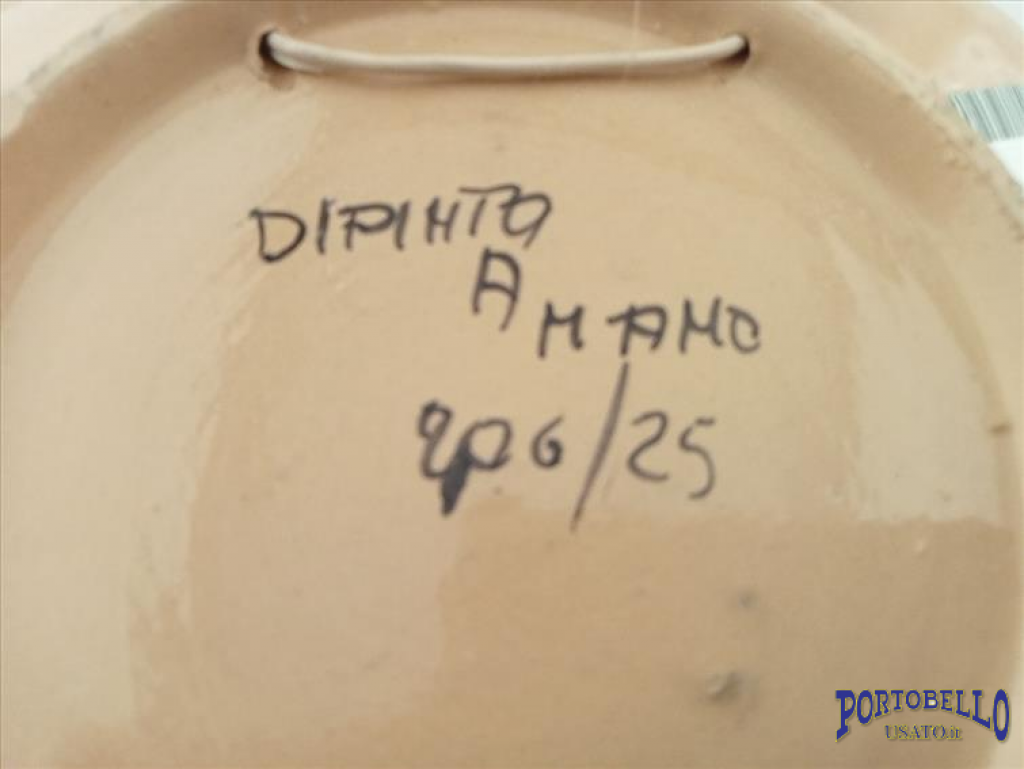 DIPINTO
A
MANO
206/25
PORTOBELLO
USATO.it